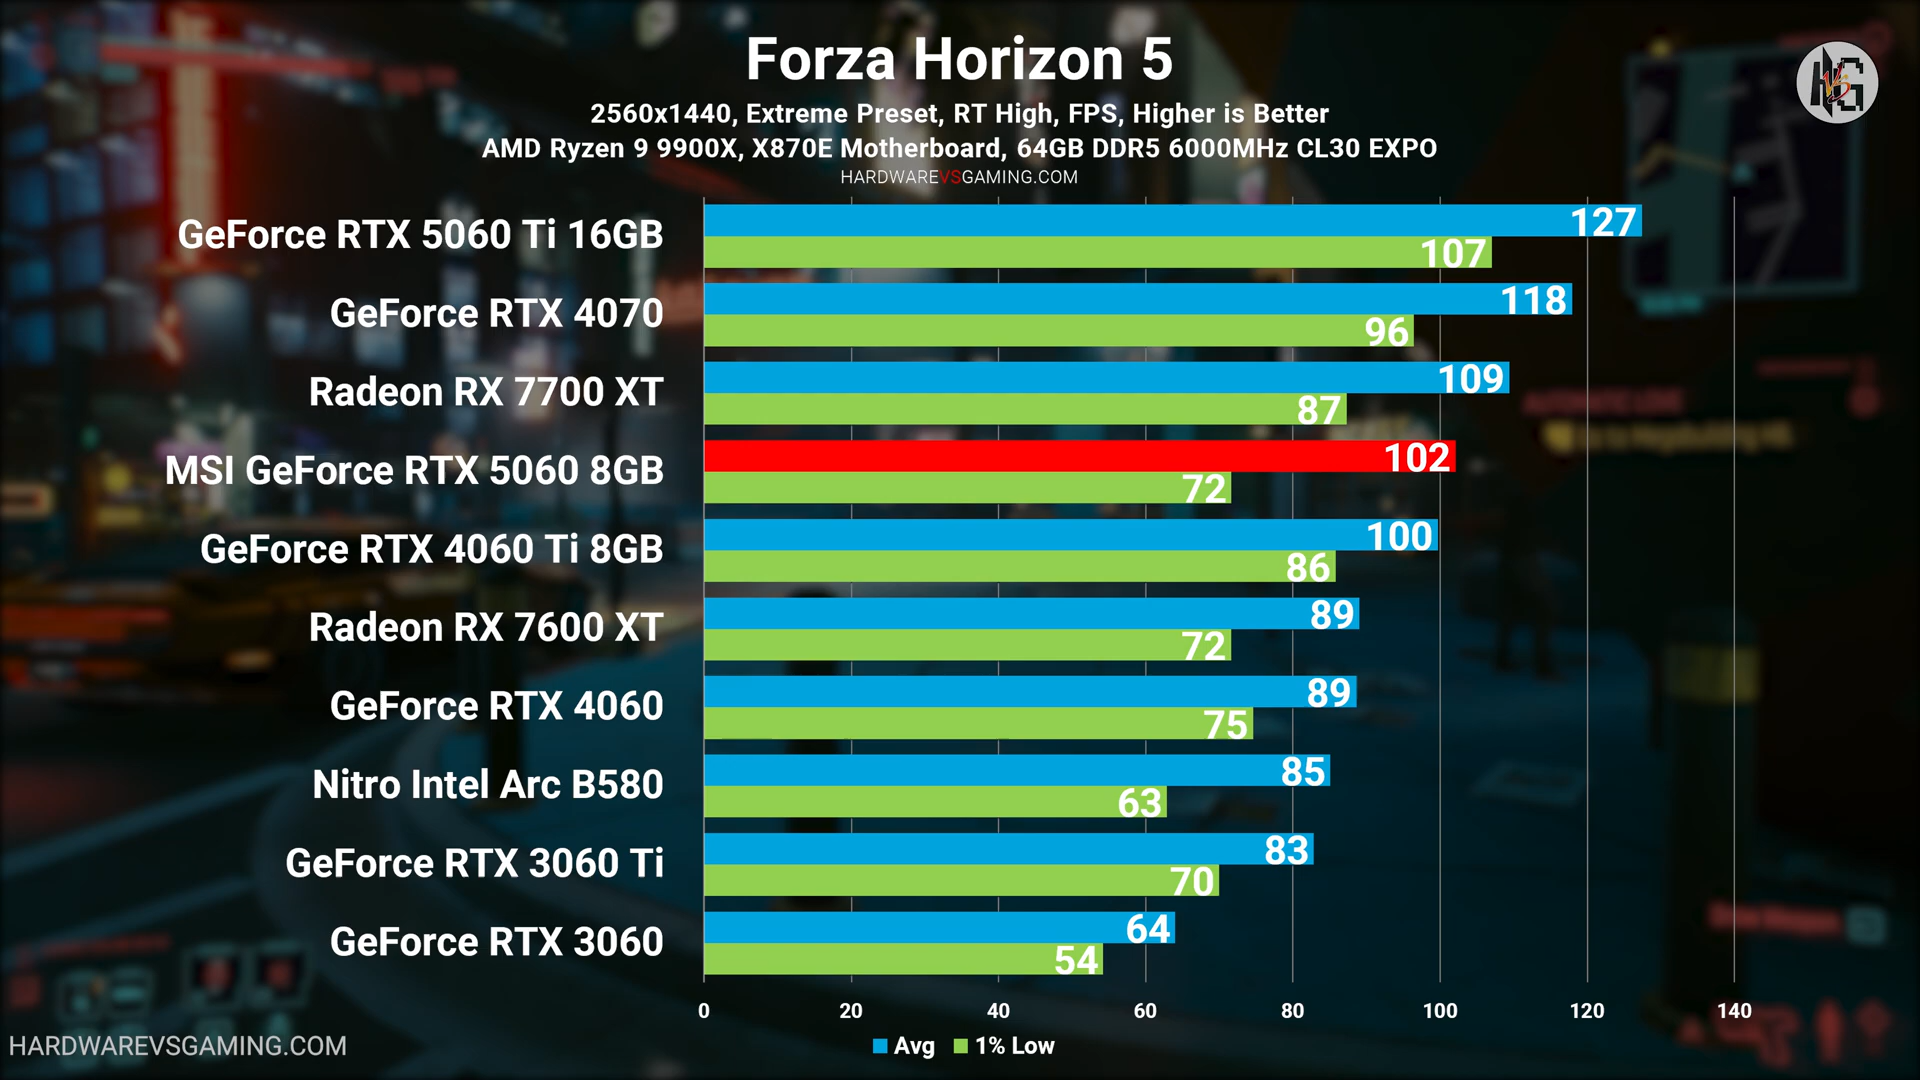 Forza Horizon 5
2560x1440, Extreme Preset, RT High, FPS, Higher is Better
AMD Ryzen 9 9900X, X870E Motherboard, 64GB DDR5 6000MHz CL30 EXPO
HARDWAREVSGAMING.COM
GeForce RTX 5060 Ti 16GB
127
107
GeForce RTX 4070
118
96
Radeon RX 7700 XT
109
87
MSI GeForce RTX 5060 8GB
102
72
GeForce RTX 4060 Ti 8GB
100
86
Radeon RX 7600 XT
89
72
GeForce RTX 4060
89
75
Nitro Intel Arc B580
85
63
GeForce RTX 3060 Ti
83
70
GeForce RTX 3060
64
54
0 20 40 60 80 100 120 140
Avg 1% Low
HARDWAREVSGAMING.COM